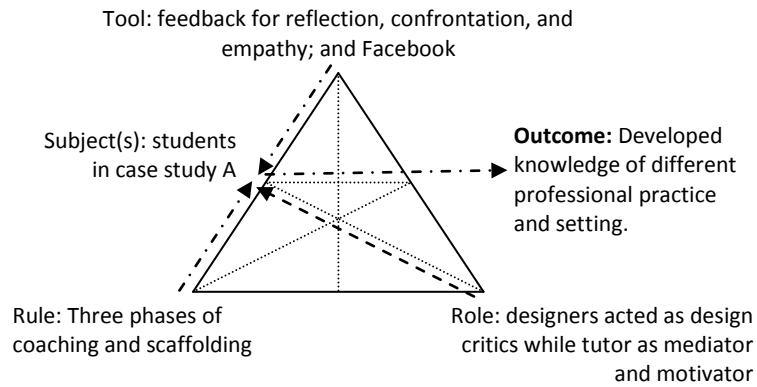 Tool: feedback for reflection, confrontation, and
empathy; and Facebook
Subject(s): students
in case study A
Outcome: Developed
knowledge of different
professional practice
and setting.
Rule: Three phases of
coaching and scaffolding
Role: designers acted as design
critics while tutor as mediator
and motivator